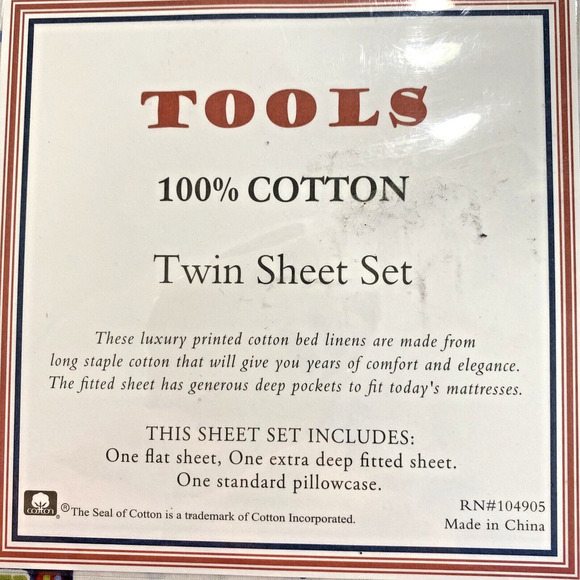 TOOLS
100% COTTON
Twin Sheet Set
These luxury printed cotton bed linens are made from
long staple cotton that will give you years of comfort and elegance.
The fitted sheet has generous deep pockets to fit today's mattresses.
THIS SHEET SET INCLUDES:
One flat sheet, One extra deep fitted sheet.
One standard pillowcase.
cotton ® ® The Seal of Cotton is a trademark of Cotton Incorporated.
RN#104905
Made in China